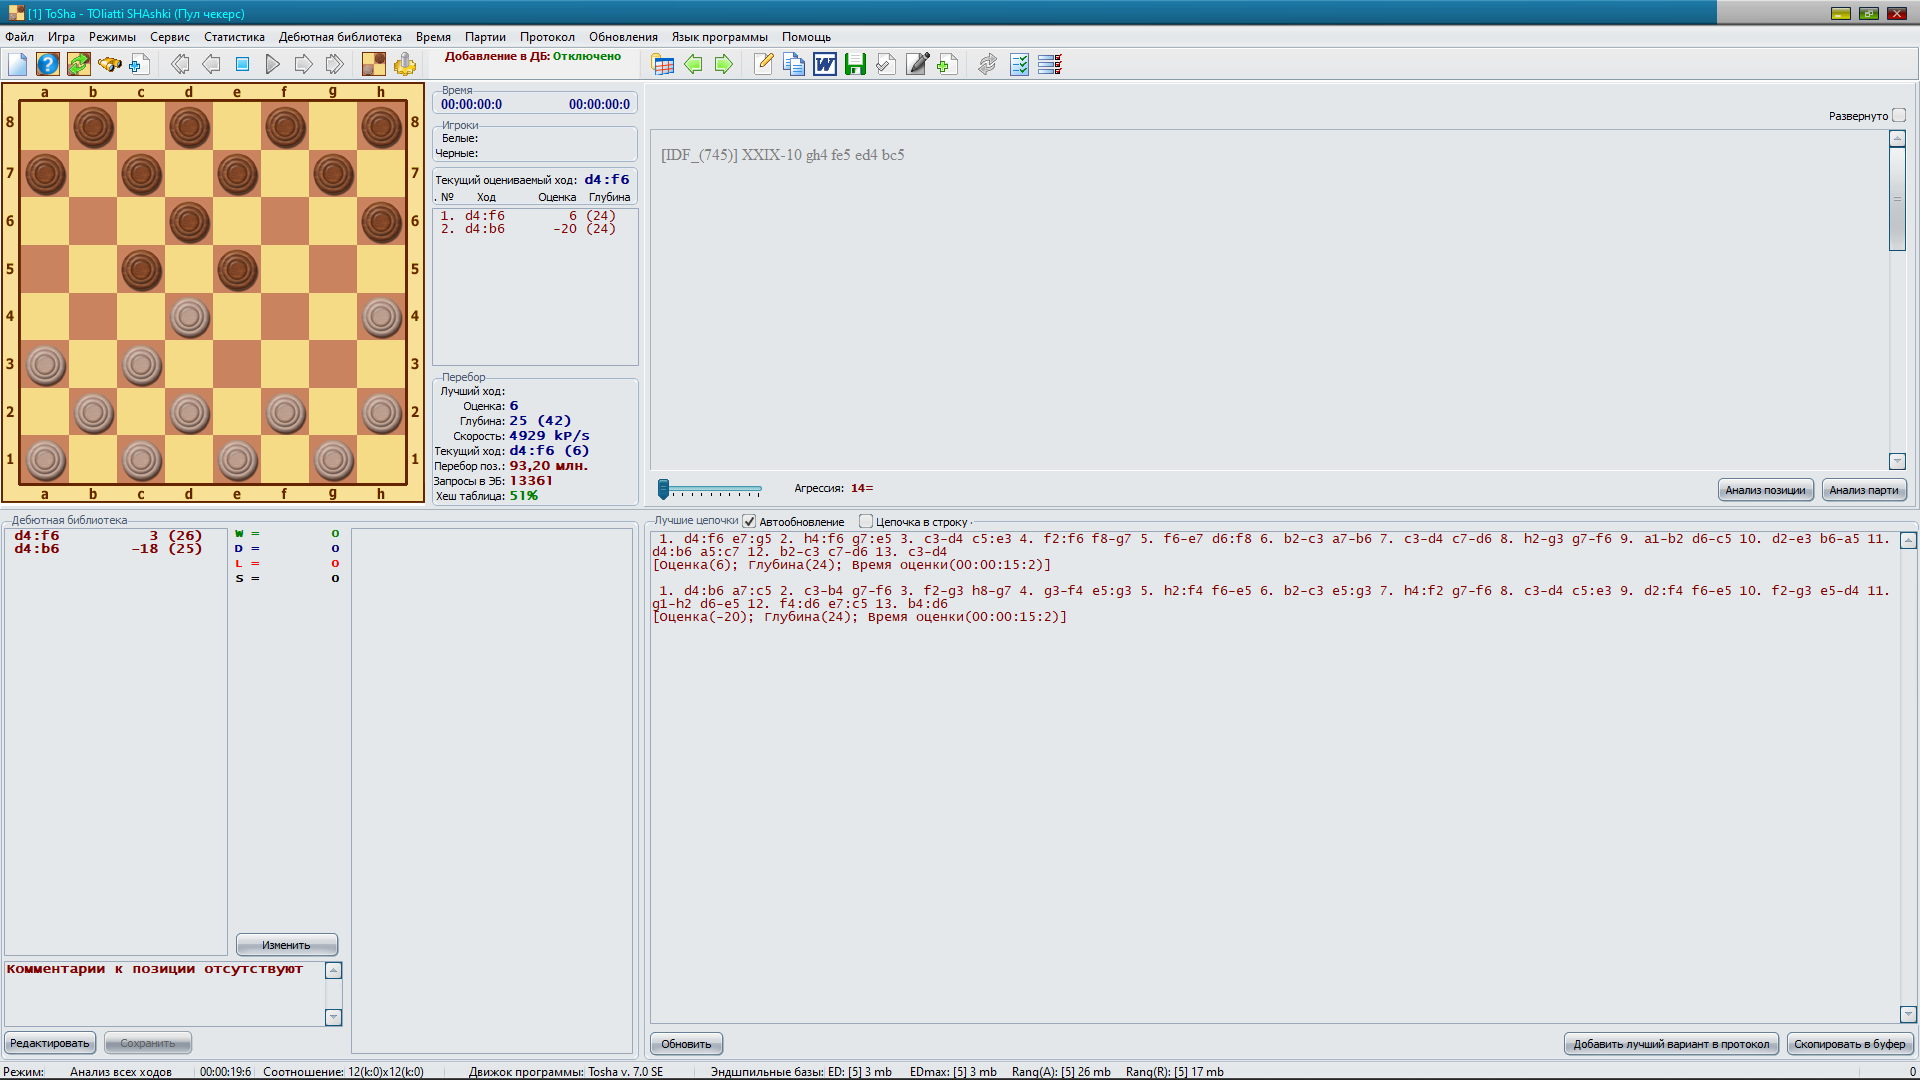 [1] ToSha - TOliatti SHAshki (Пул чекерс)
Файл Игра Режимы Сервис Статистика Дебютная библиотека Время Партии Протокол Обновления Язык программы Помощь
Добавление в ДБ: Отключено
a b c d e f g h
8 8
7 7
6 6
5 5
4 4
3 3
2 2
1 1
a b c d e f g h
Время
00:00:00:0 00:00:00:0
Игроки
Белые:
Черные:
Текущий оцениваемый ход: d4:f6
. № Ход Оценка Глубина
1. d4:f6 6 (24)
2. d4:b6 -20 (24)
Перебор
Лучший ход:
Оценка: 6
Глубина: 25 (42)
Скорость: 4929 kP/s
Текущий ход: d4:f6 (6)
Перебор поз.: 93,20 млн.
Запросы в ЭБ: 13361
Хеш таблица: 51%
Развернуто
[IDF_(745)] XXIX-10 gh4 fe5 ed4 bc5
Агрессия: 14=
Анализ позиции Анализ парти
Дебютная библиотека
d4:f6 3 (26)
d4:b6 -18 (25)
W = 0
D = 0
L = 0
S = 0
Изменить
Комментарии к позиции отсутствуют
Редактировать Сохранить
Лучшие цепочки Автообновление Цепочка в строку
1. d4:f6 e7:g5 2. h4:f6 g7:e5 3. c3-d4 c5:e3 4. f2:f6 f8-g7 5. f6-e7 d6:f8 6. b2-c3 a7-b6 7. c3-d4 c7-d6 8. h2-g3 g7-f6 9. a1-b2 d6-c5 10. d2-e3 b6-a5 11.
d4:b6 a5:c7 12. b2-c3 c7-d6 13. c3-d4
[Оценка(6); Глубина(24); Время оценки(00:00:15:2)]
1. d4:b6 a7:c5 2. c3-b4 g7-f6 3. f2-g3 h8-g7 4. g3-f4 e5:g3 5. h2:f4 f6-e5 6. b2-c3 e5:g3 7. h4:f2 g7-f6 8. c3-d4 c5:e3 9. d2:f4 f6-e5 10. f2-g3 e5-d4 11.
g1-h2 d6-e5 12. f4:d6 e7:c5 13. b4:d6
[Оценка(-20); Глубина(24); Время оценки(00:00:15:2)]
Обновить Добавить лучший вариант в протокол Скопировать в буфер
Режим: Анализ всех ходов 00:00:19:6 Соотношение: 12(k:0)x12(k:0) Движок программы: Tosha v. 7.0 SE Эндшпильные базы: ED: [5] 3 mb EDmax: [5] 3 mb Rang(A): [5] 26 mb Rang(R): [5] 17 mb 0